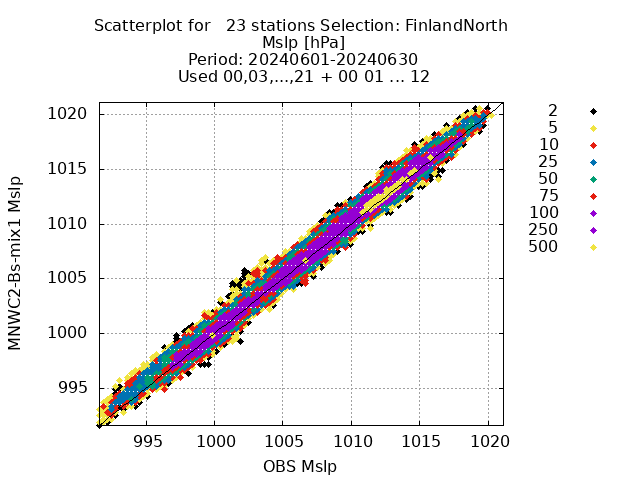 Scatterplot for   23 stations Selection: FinlandNorth
Mslp [hPa]
Period: 20240601-20240630
Used 00,03,...,21 + 00 01 ... 12
MNWC2-Bs-mix1 Mslp
1020
1015
1010
1005
1000
995
995 1000 1005 1010 1015 1020
OBS Mslp
2
5
10
25
50
75
100
250
500